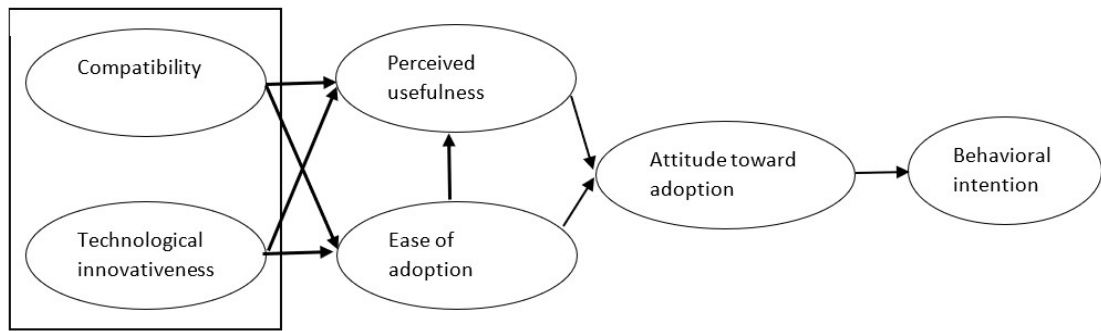 Compatibility
Perceived
usefulness
Attitude toward
adoption
Behavioral
intention
Technological
innovativeness
Ease of
adoption